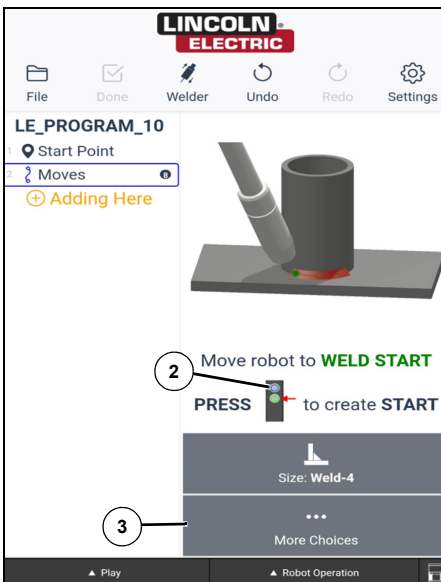 LINCOLN
ELECTRIC
File
Done
Welder
Undo
Redo
Settings
LE_PROGRAM_10
1 Start Point
2 Moves
Adding Here
Move robot to WELD START
2
PRESS to create START
Size: Weld-4
3
More Choices
▲ Play
▲ Robot Operation